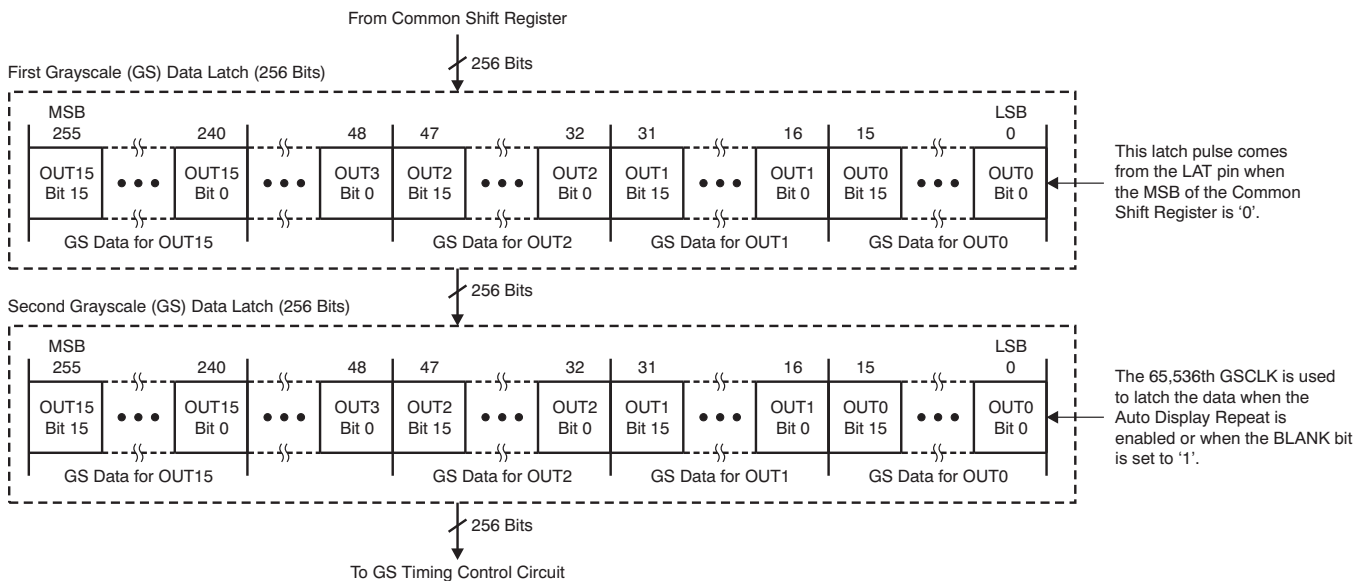 From Common Shift Register
256 Bits
First Grayscale (GS) Data Latch (256 Bits)
MSB LSB
255 240 48 47 32 31 16 15 0
OUT15 OUT15 OUT3 OUT2 OUT2 OUT1 OUT1 OUT0 OUT0
Bit 15 Bit 0 Bit 0 Bit 15 Bit 0 Bit 15 Bit 0 Bit 15 Bit 0
GS Data for OUT15 GS Data for OUT2 GS Data for OUT1 GS Data for OUT0
This latch pulse comes
from the LAT pin when
the MSB of the Common
Shift Register is ‘0’.
256 Bits
Second Grayscale (GS) Data Latch (256 Bits)
MSB LSB
255 240 48 47 32 31 16 15 0
OUT15 OUT15 OUT3 OUT2 OUT2 OUT1 OUT1 OUT0 OUT0
Bit 15 Bit 0 Bit 0 Bit 15 Bit 0 Bit 15 Bit 0 Bit 15 Bit 0
GS Data for OUT15 GS Data for OUT2 GS Data for OUT1 GS Data for OUT0
The 65,536th GSCLK is used
to latch the data when the
Auto Display Repeat is
enabled or when the BLANK bit
is set to ‘1’.
256 Bits
To GS Timing Control Circuit